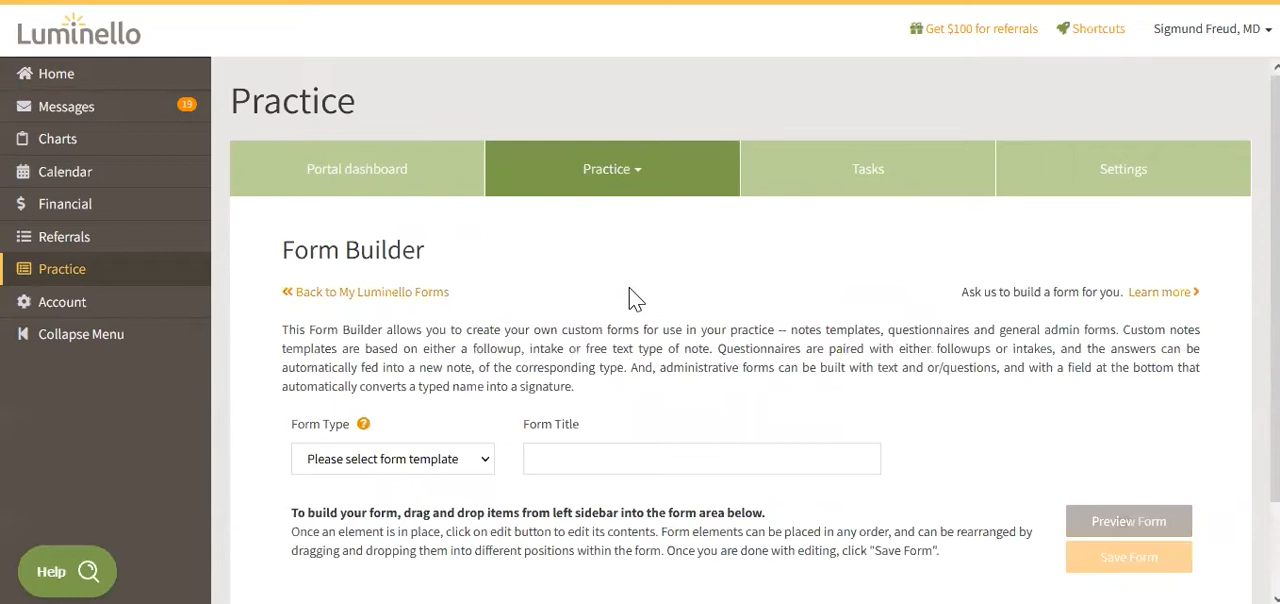 Luminello
Get $100 for referrals
Shortcuts
Sigmund Freud, MD
Home
Messages
19
Charts
Calendar
$ Financial
Referrals
Practice
Account
Collapse Menu
Help
Practice
Portal dashboard
Practice
Tasks
Settings
Form Builder
Back to My Luminello Forms
Ask us to build a form for you. Learn more
This Form Builder allows you to create your own custom forms for use in your practice -- notes templates, questionnaires and general admin forms. Custom notes
templates are based on either a followup, intake or free text type of note. Questionnaires are paired with either followups or intakes, and the answers can be
automatically fed into a new note, of the corresponding type. And, administrative forms can be built with text and or/questions, and with a field at the bottom that
automatically converts a typed name into a signature.
Form Type ?
Form Title
Please select form template
To build your form, drag and drop items from left sidebar into the form area below.
Once an element is in place, click on edit button to edit its contents. Form elements can be placed in any order, and can be rearranged by
dragging and dropping them into different positions within the form. Once you are done with editing, click "Save Form".
Preview Form
Save Form